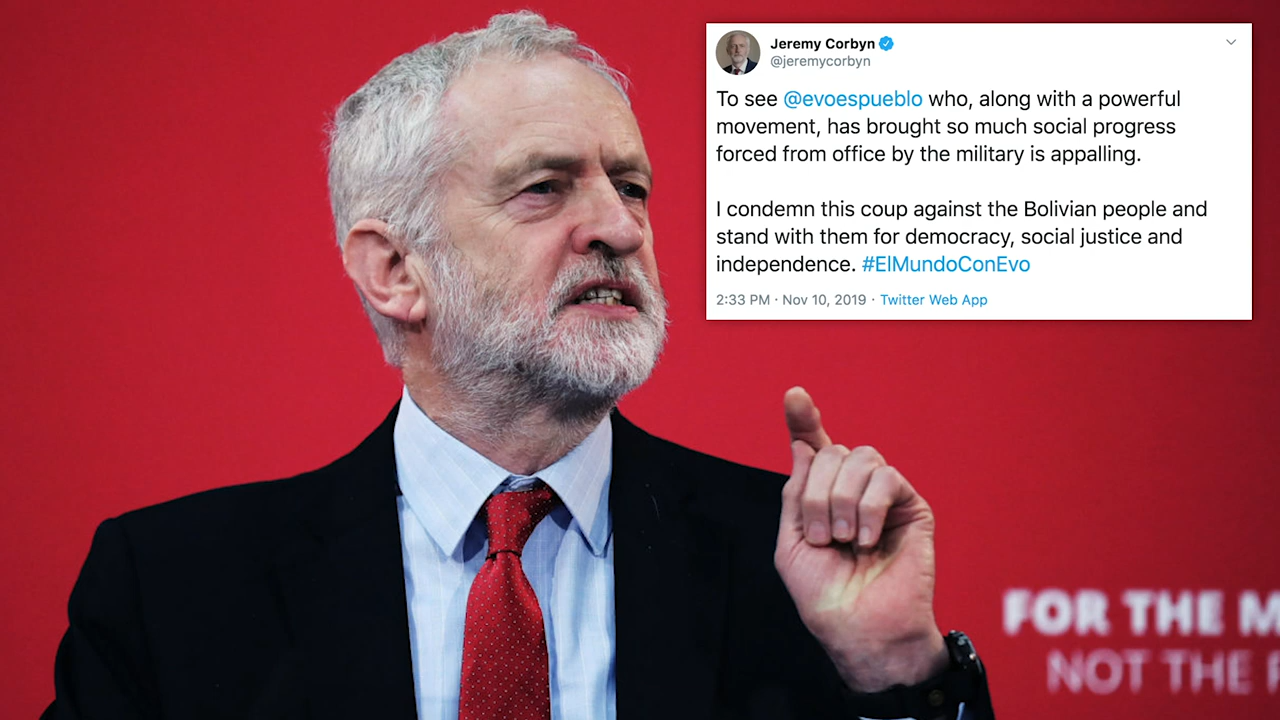 Jeremy Corbyn
@jeremycorbyn
To see @evoespueblo who, along with a powerful
movement, has brought so much social progress
forced from office by the military is appalling.
I condemn this coup against the Bolivian people and
stand with them for democracy, social justice and
independence. #ElMundoConEvo
2:33 PM · Nov 10, 2019 · Twitter Web App
FOR THE M
NOT THE F